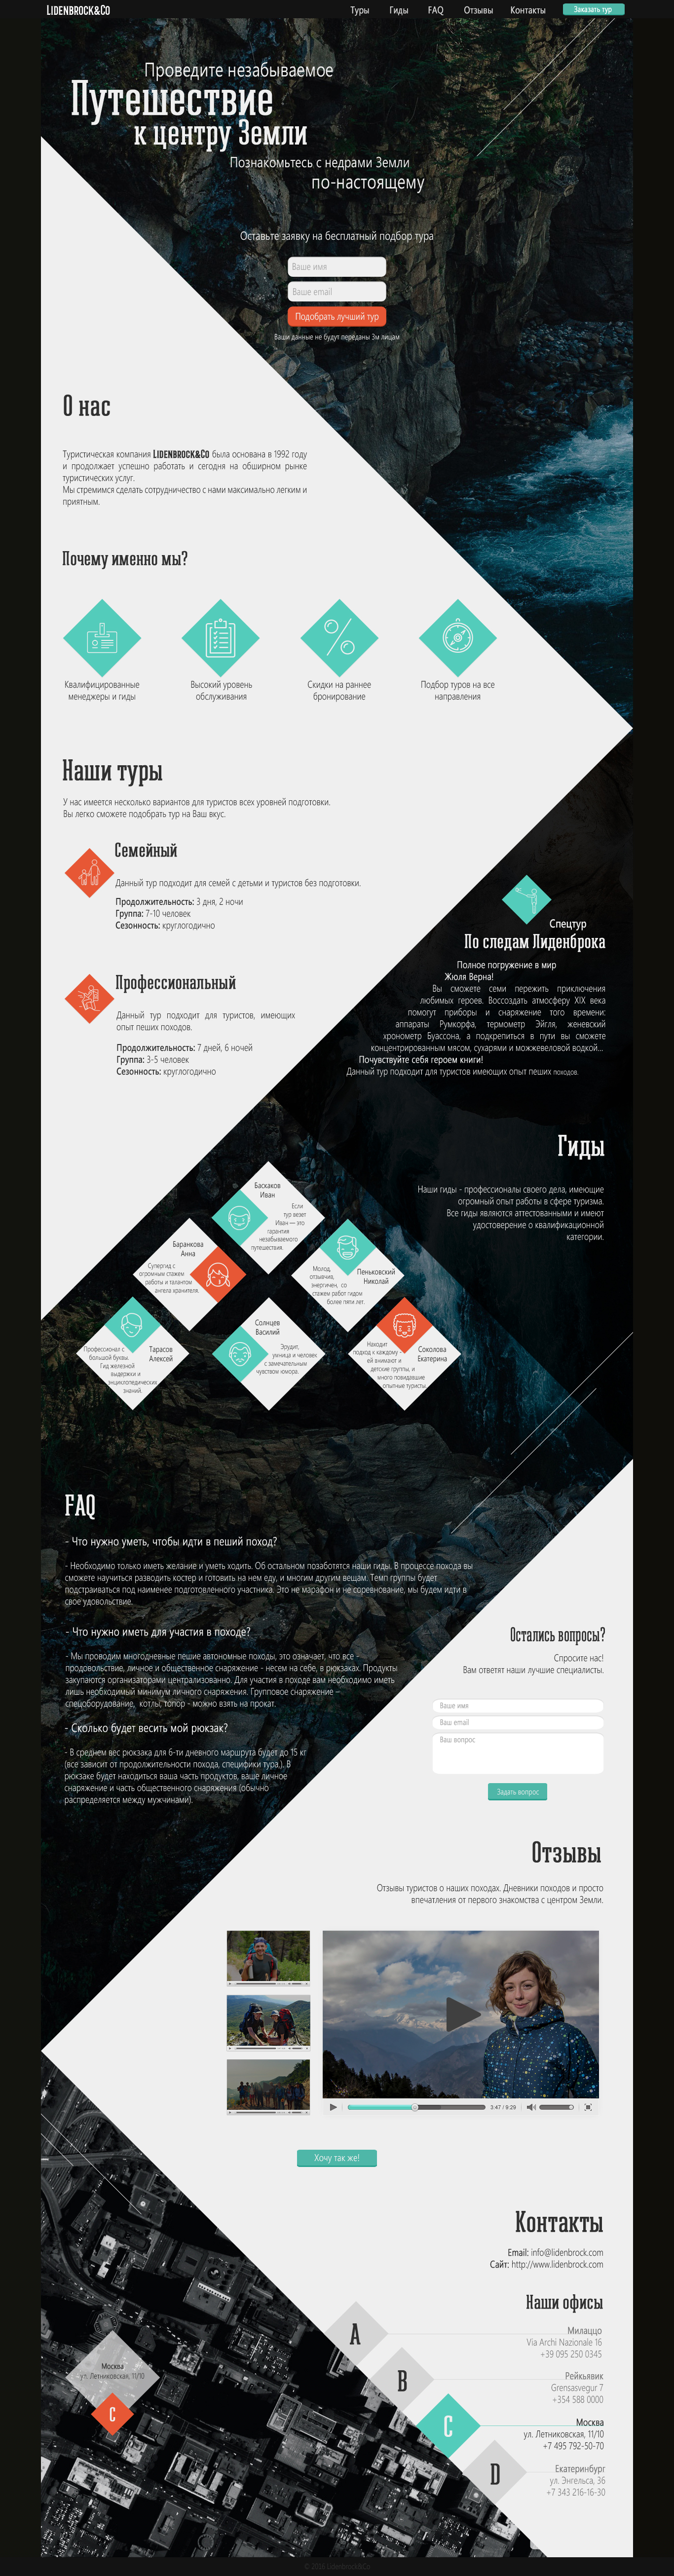 LIDENBROCK&CO
Туры
Гиды
FAQ
Отзывы
Контакты
Заказать тур
Проведите незабываемое
Путешествие
к центру Земли
Познакомьтесь с недрами Земли
по-настоящему
Оставьте заявку на бесплатный подбор тура
Ваше имя
Ваше email
Подобрать лучший тур
Ваши данные не будут переданы 3м лицам
О нас
Туристическая компания LIDENBROCK&CO была основана в 1992 году
и продолжает успешно работать и сегодня на обширном рынке
туристических услуг.
Мы стремимся сделать сотрудничество с нами максимально легким и
приятным.
Почему именно мы?
Квалифицированные
менеджеры и гиды
Высокий уровень
обслуживания
Скидки на раннее
бронирование
Подбор туров на все
направления
Наши туры
У нас имеется несколько вариантов для туристов всех уровней подготовки.
Вы легко сможете подобрать тур на Ваш вкус.
Семейный
Данный тур подходит для семей с детьми и туристов без подготовки.
Продолжительность: 3 дня, 2 ночи
Группа: 7-10 человек
Сезонность: круглогодично
Профессиональный
Данный тур подходит для туристов, имеющих
опыт пеших походов.
Продолжительность: 7 дней, 6 ночей
Группа: 3-5 человек
Сезонность: круглогодично
Спецтур
По следам Лиденброка
Полное погружение в мир
Жюля Верна!
Вы сможете семи пережить приключения
любимых героев. Воссоздать атмосферу XIX века
помогут приборы и снаряжение того времени:
аппараты Румкорфа, термометр Эйгля, женевский
хронометр Буассона, а подкрепиться в пути вы сможете
концентрированным мясом, сухарями и можжевеловой водкой...
Почувствуйте себя героем книги!
Данный тур подходит для туристов имеющих опыт пеших походов.
Гиды
Наши гиды - профессионалы своего дела, имеющие
огромный опыт работы в сфере туризма.
Все гиды являются аттестованными и имеют
удостоверение о квалификационной
категории.
Баскаков
Иван
Если
тур везет
Иван — это
гарантия
незабываемого
путешествия.
Баранкова
Анна
Супергид с
огромным стажем
работы и талантом
ангела хранителя.
Пеньковский
Николай
Молод,
отзывчив,
энергичен, со
стажем работ гидом
более пяти лет.
Тарасов
Алексей
Профессионал с
большой буквы.
Гид железной
выдержки и
энциклопедических
знаний.
Солнцев
Василий
Эрудит,
умница и человек
с замечательным
чувством юмора.
Соколова
Екатерина
Находит
подход к каждому -
ей внимают и
детские группы, и
много повидавшие
опытные туристы
FAQ
- Что нужно уметь, чтобы идти в пеший поход?
- Необходимо только иметь желание и уметь ходить. Об остальном позаботятся наши гиды. В процессе похода вы
сможете научиться разводить костер и готовить на нем еду, и многим другим вещам. Темп группы будет
подстраиваться под наименее подготовленного участника. Это не марафон и не соревнование, мы будем идти в
свое удовольствие.
- Что нужно иметь для участия в походе?
- Мы проводим многодневные пешие автономные походы, это означает, что все -
продовольствие, личное и общественное снаряжение - несем на себе, в рюкзаках. Продукты
закупаются организаторами централизованно. Для участия в походе вам необходимо иметь
лишь необходимый минимум личного снаряжения. Групповое снаряжение –
спецоборудование, котлы, топор - можно взять на прокат.
- Сколько будет весить мой рюкзак?
- В среднем вес рюкзака для 6-ти дневного маршрута будет до 15 кг
(все зависит от продолжительности похода, специфики тура,). В
рюкзаке будет находиться ваша часть продуктов, ваше личное
снаряжение и часть общественного снаряжения (обычно
распределяется между мужчинами).
Остались вопросы?
Спросите нас!
Вам ответят наши лучшие специалисты.
Ваше имя
Ваш email
Ваш вопрос
Задать вопрос
Отзывы
Отзывы туристов о наших походах. Дневники походов и просто
впечатления от первого знакомства с центром Земли.
3:47 / 9:29
Хочу так же!
Контакты
Email: info@lidenbrock.com
Сайт: http://www.lidenbrock.com
Наши офисы
A
Милаццо
Via Archi Nazionale 16
+39 095 250 0345
B
Рейкьявик
Grensasvegur 7
+354 588 0000
C
Москва
ул. Летниковская, 11/10
+7 495 792-50-70
D
Екатеринбург
ул. Энгельса, 36
+7 343 216-16-30
Москва
ул. Летниковская, 11/10
C
© 2016 Lidenbrock&Co